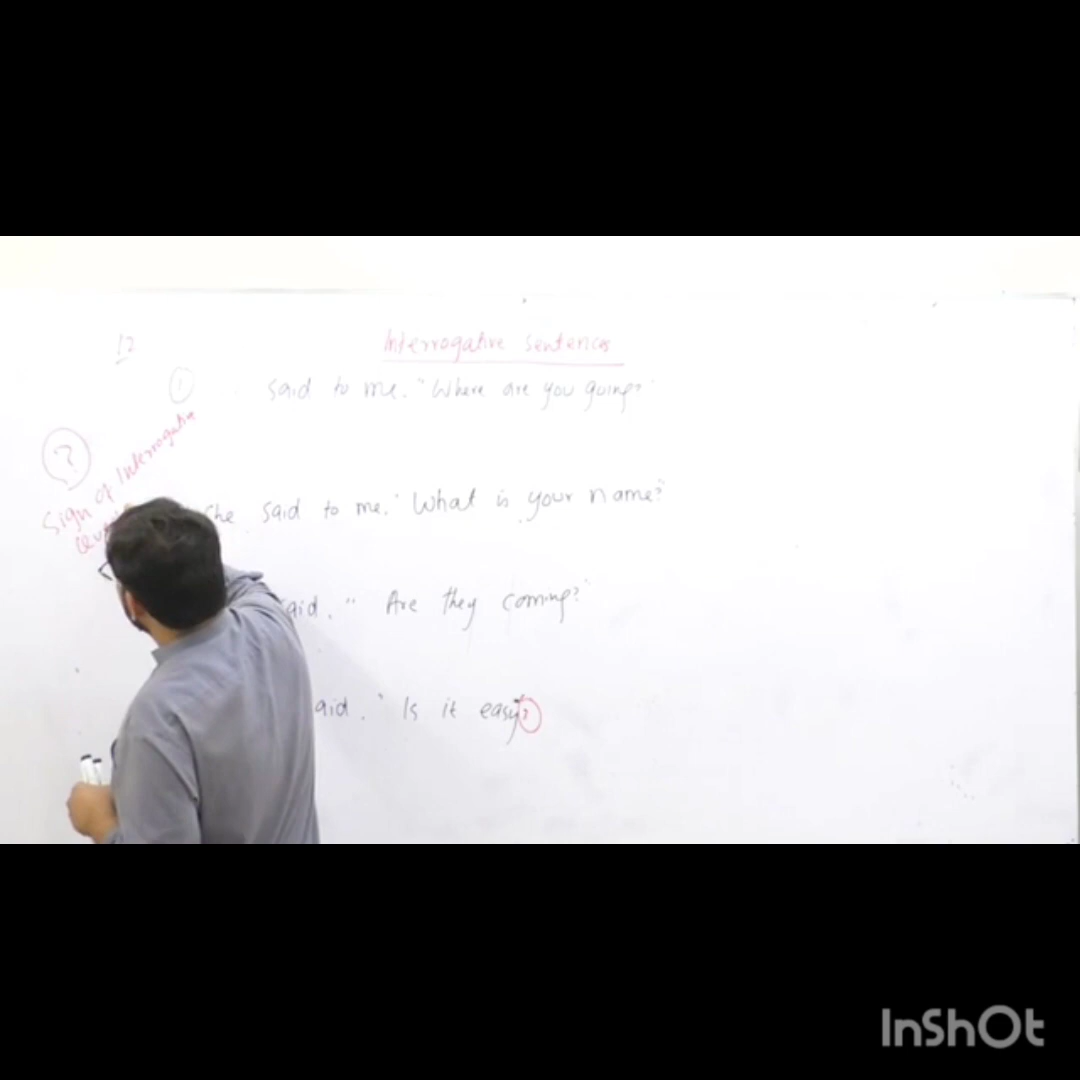 12
Interrogative sentences
1
said to me. "Where are you going?"
?
Sign of Interrogative
She said to me. "What is your name?"
aid. " Are they coming?"
aid. " Is it easy?
InShOt